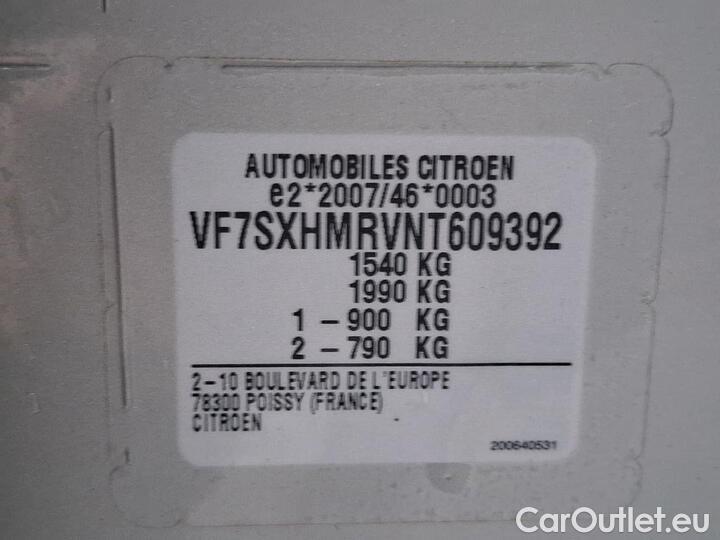 AUTOMOBILES CITROEN
e2*2007/46*0003
VF7SXHMRVNT609392
1540 KG
1990 KG
1 - 900 KG
2 - 790 KG
2-10 BOULEVARD DE L'EUROPE
78300 POISSY (FRANCE)
CITROEN
200640531
CarOutlet.eu